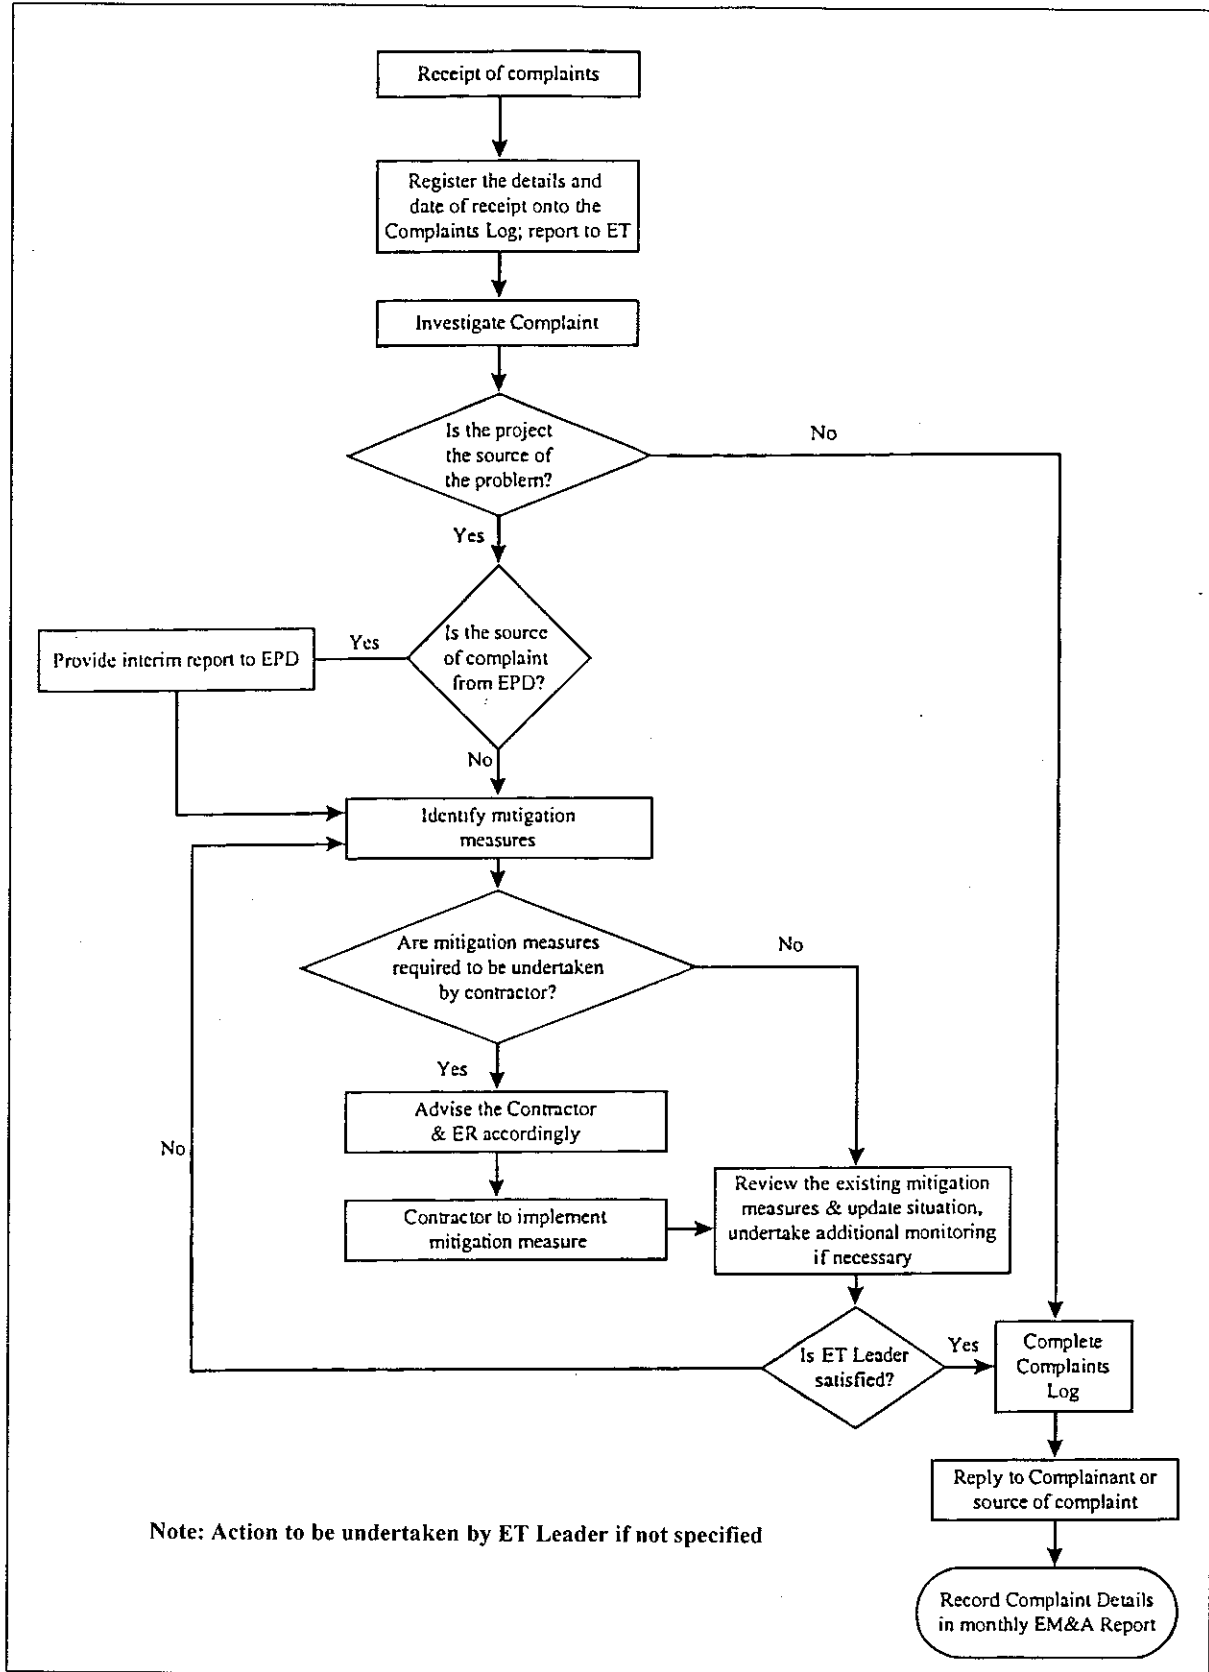 Receipt of complaints
Register the details and
date of receipt onto the
Complaints Log; report to ET
Investigate Complaint
Is the project
the source of
the problem?
No
Yes
Is the source
of complaint
from EPD?
Yes
Provide interim report to EPD
No
Identify mitigation
measures
Are mitigation measures
required to be undertaken
by contractor?
No
Yes
Advise the Contractor
& ER accordingly
No
Contractor to implement
mitigation measure
Review the existing mitigation
measures & update situation,
undertake additional monitoring
if necessary
Is ET Leader
satisfied?
Yes
Complete
Complaints
Log
Reply to Complainant or
source of complaint
Note: Action to be undertaken by ET Leader if not specified
Record Complaint Details
in monthly EM&A Report